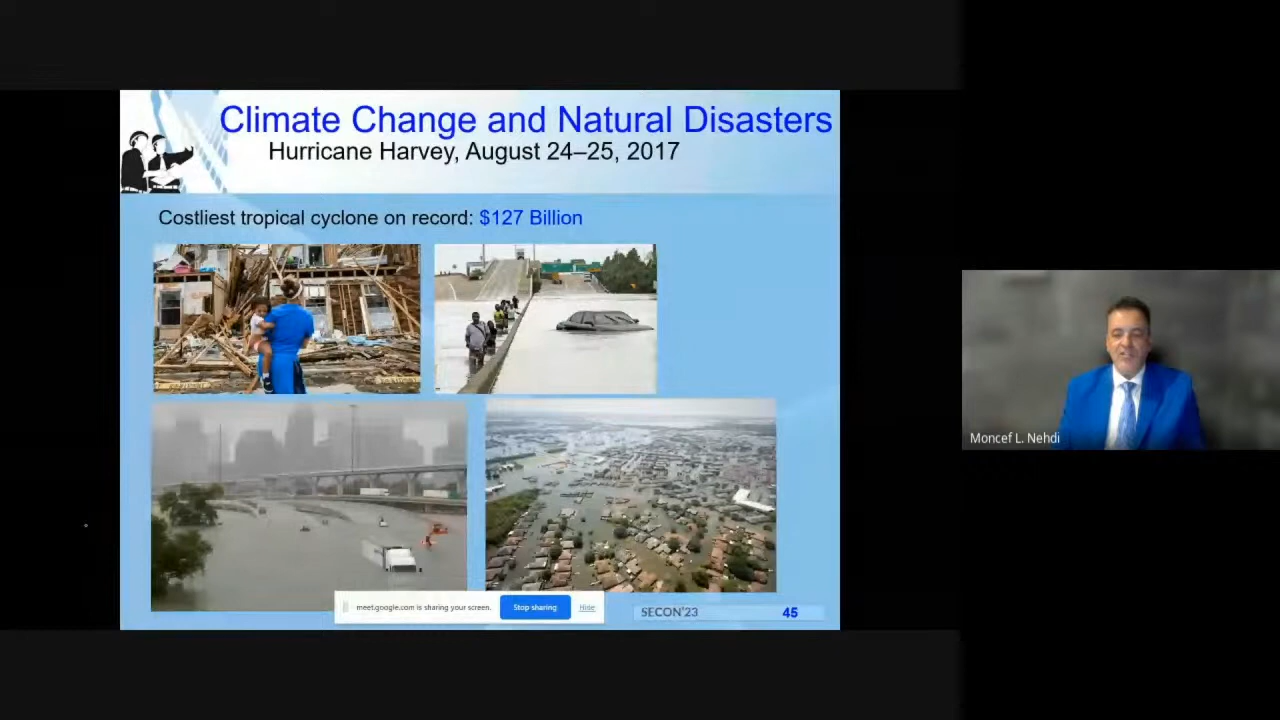 Climate Change and Natural Disasters
Hurricane Harvey, August 24–25, 2017
Costliest tropical cyclone on record: $127 Billion
Moncef L. Nehdi
meet.google.com is sharing your screen.
Stop sharing
Hide
SECON'23
45